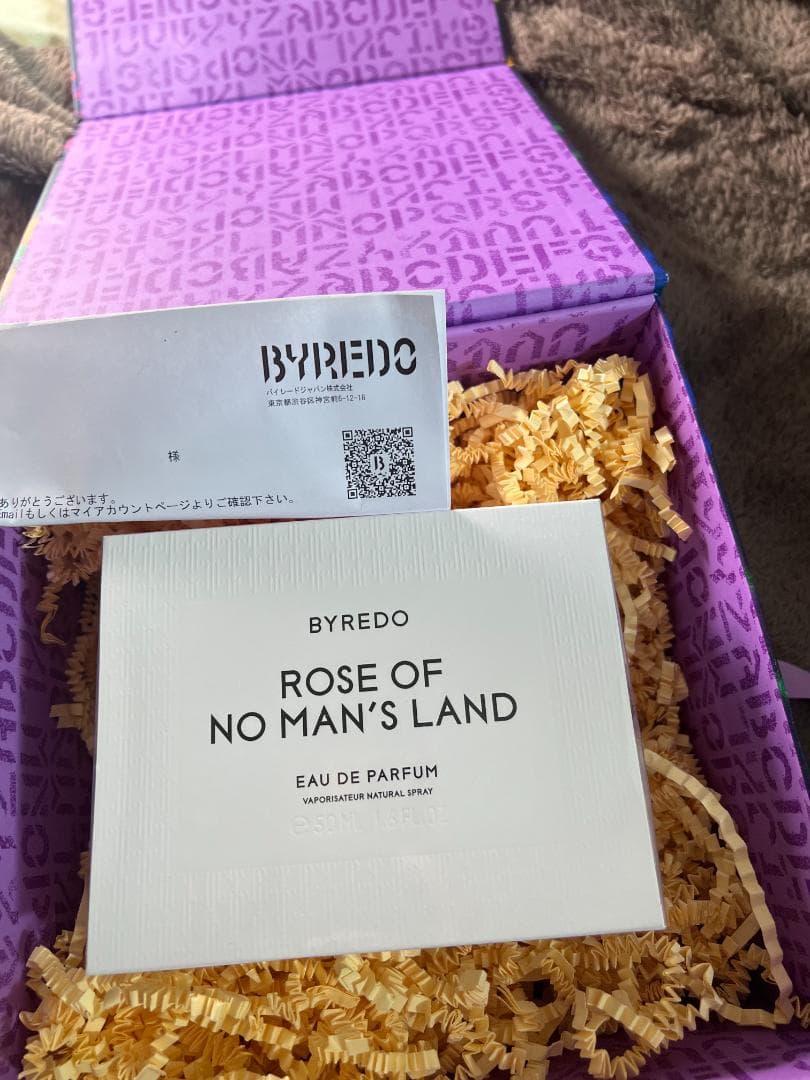 BYREDO
バイレードジャパン株式会社
東京都渋谷区神宮前5-12-16
様
ありがとうございます。
mailもしくはマイアカウントページよりご確認下さい。
BYREDO
ROSE OF
NO MAN'S LAND
EAU DE PARFUM
VAPORISATEUR NATURAL SPRAY
e 50 ML 1.6 FL.OZ